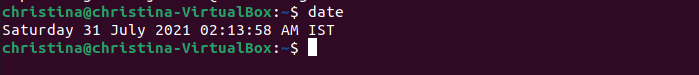 christina@christina-VirtualBox:~$ date
Saturday 31 July 2021 02:13:58 AM IST
christina@christina-VirtualBox:~$